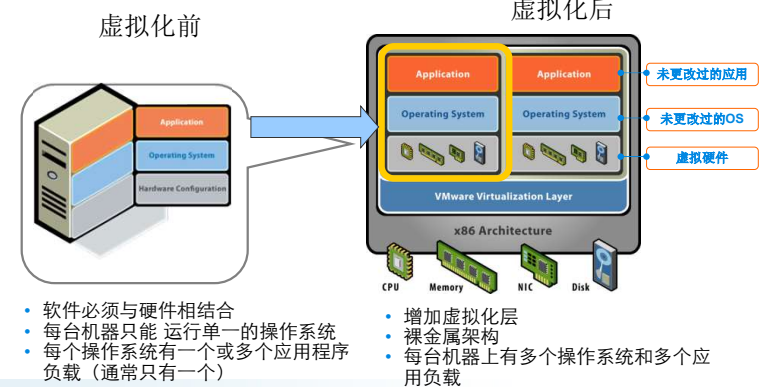 虚拟化前
虚拟化后
Application
Operating System
Hardware Configuration
Application
Application
未更改过的应用
Operating System
Operating System
未更改过的OS
虚拟硬件
VMware Virtualization Layer
x86 Architecture
CPU
Memory
NIC
Disk
• 软件必须与硬件相结合
• 每台机器只能 运行单一的操作系统
• 每个操作系统有一个或多个应用程序
负载（通常只有一个）
• 增加虚拟化层
• 裸金属架构
• 每台机器上有多个操作系统和多个应
用负载